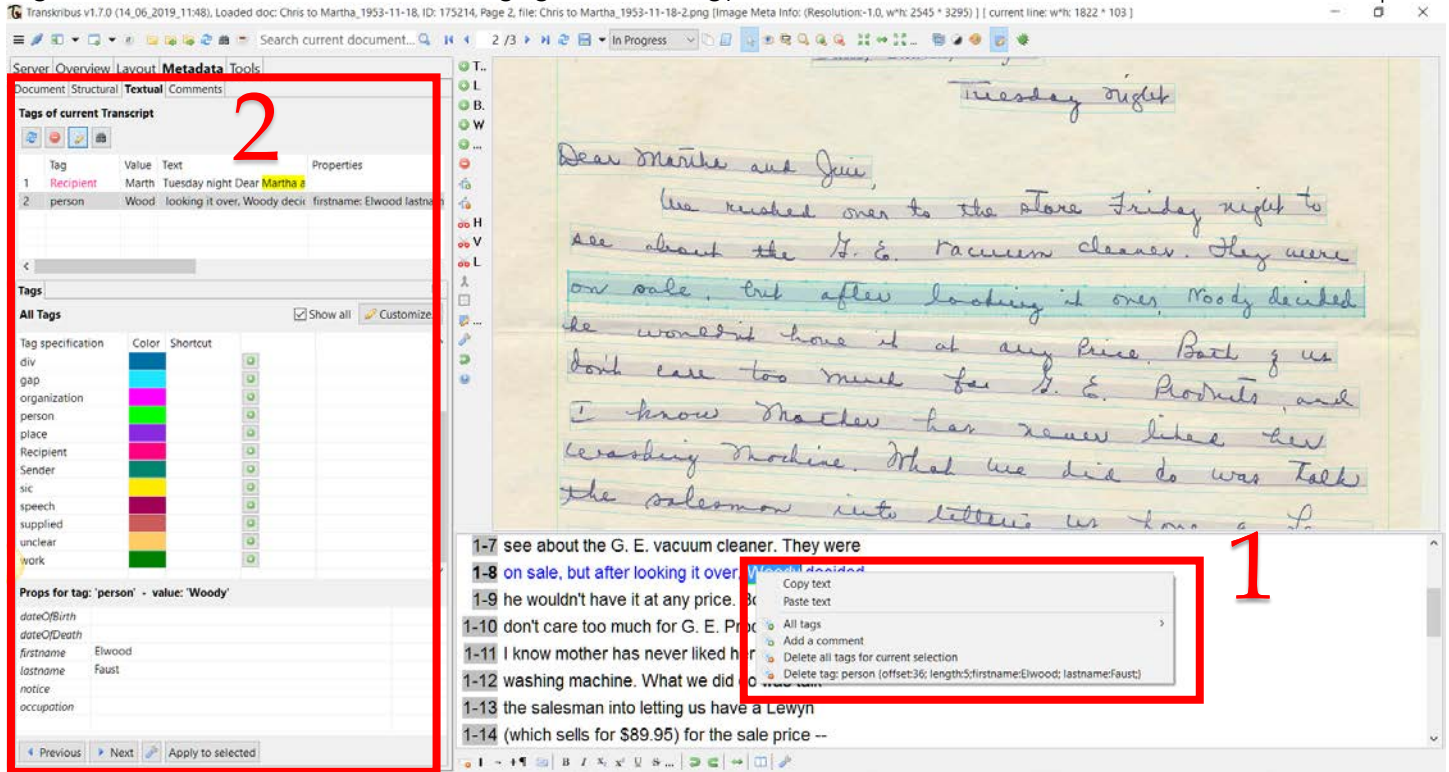 Transkribus v1.7.0 (14_06_2019_11:48), Loaded doc: Chris to Martha_1953-11-18, ID: 175214, Page 2, file: Chris to Martha_1953-11-18-2.png [Image Meta Info: (Resolution:-1.0, w*h: 2545 * 3295) ] [ current line: w*h: 1822 * 103 ]
Search current document...
2 /3
In Progress
Server Overview Layout Metadata Tools
Document Structural Textual Comments
Tags of current Transcript
2
Tag Value Text Properties
1 Recipient Marth Tuesday night Dear Martha a
2 person Wood looking it over, Woody decid firstname: Elwood lastnam
Tags
All Tags Show all Customize
Tag specification Color Shortcut
div
gap
organization
person
place
Recipient
Sender
sic
speech
supplied
unclear
work
Props for tag: 'person' - value: 'Woody'
dateOfBirth
dateOfDeath
firstname Elwood
lastname Faust
notice
occupation
Previous Next Apply to selected
T..
L
B.
W
...
H
V
L
...
Tuesday night
Dear Martha and Jim,
We rushed over to the store Friday night to
see about the G. E. vacuum cleaner. They were
on sale, but after looking it over, Woody decided
he wouldn't have it at any price. Both of us
don't care too much for G. E. Products, and
I know Mother has never liked her
washing machine. What we did do was talk
the salesman into letting us have a Le
1-7 see about the G. E. vacuum cleaner. They were
1-8 on sale, but after looking it over, Woody decided
1-9 he wouldn't have it at any price. Bo
1-10 don't care too much for G. E. Prod
1-11 I know mother has never liked her
1-12 washing machine. What we did do was talk
1-13 the salesman into letting us have a Lewyn
1-14 (which sells for $89.95) for the sale price --
1
Copy text
Paste text
All tags
Add a comment
Delete all tags for current selection
Delete tag: person {offset:36; length:5;firstname:Elwood; lastname:Faust;}
B I X₁ x² U S ...